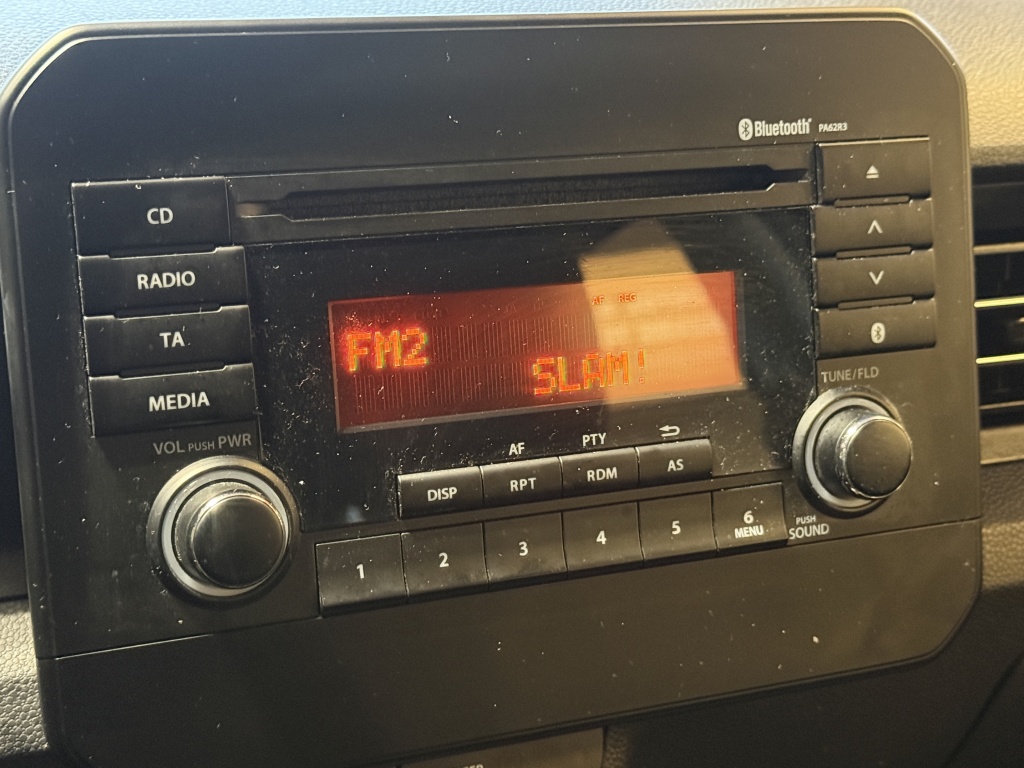 Bluetooth PA62R3
CD
RADIO
TA
MEDIA
VOL PUSH PWR
AF REG
FM2
SLAM!
TUNE/FLD
AF PTY
DISP RPT RDM AS
1 2 3 4 5 6 MENU
PUSH SOUND